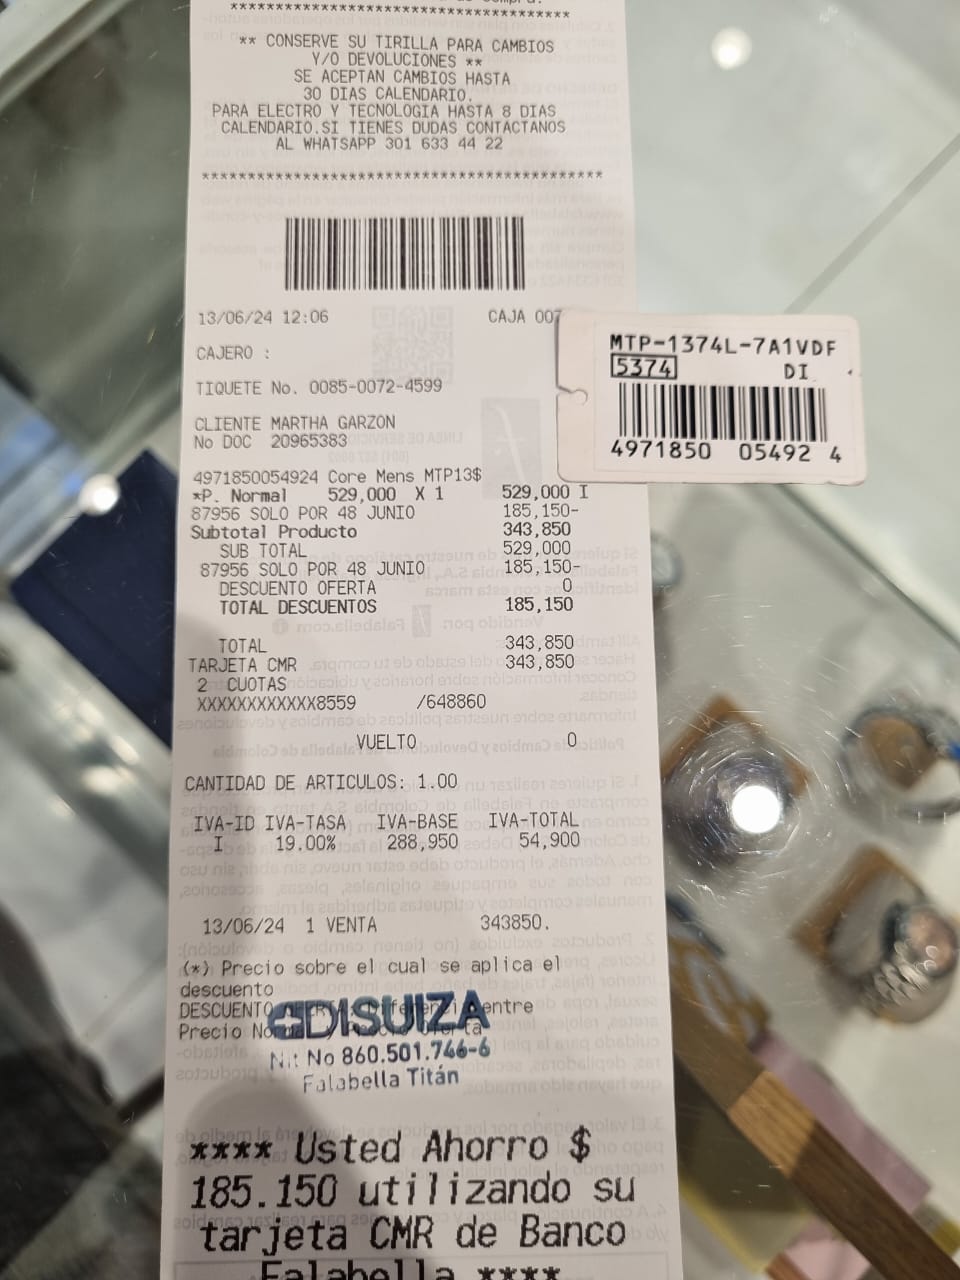 ** CONSERVE SU TIRILLA PARA CAMBIOS
Y/O DEVOLUCIONES **
SE ACEPTAN CAMBIOS HASTA
30 DIAS CALENDARIO.
PARA ELECTRO Y TECNOLOGIA HASTA 8 DIAS
CALENDARIO.SI TIENES DUDAS CONTACTANOS
AL WHATSAPP 301 633 44 22
******************************************
13/06/24 12:06 CAJA 007
CAJERO :
TIQUETE No. 0085-0072-4599
CLIENTE MARTHA GARZON
No DOC 20965383
4971850054924 Core Mens MTP13$
*P. Normal 529,000 X 1 529,000 I
87956 SOLO POR 48 JUNIO 185,150-
Subtotal Producto 343,850
SUB TOTAL 529,000
87956 SOLO POR 48 JUNIO 185,150-
DESCUENTO OFERTA 0
TOTAL DESCUENTOS 185,150
TOTAL 343,850
TARJETA CMR 343,850
2 CUOTAS
XXXXXXXXXXXX8559 /648860
VUELTO 0
CANTIDAD DE ARTICULOS: 1.00
IVA-ID IVA-TASA IVA-BASE IVA-TOTAL
I 19.00% 288,950 54,900
13/06/24 1 VENTA 343850.
(*) Precio sobre el cual se aplica el
descuento
DESCUENTO entre
Precio
DISUIZA
Nit No 860.501.746-6
Falabella Titán
**** Usted Ahorro $
185.150 utilizando su
tarjeta CMR de Banco
Falabella ****
MTP-1374L-7A1VDF
5374 DI
4971850 05492 4